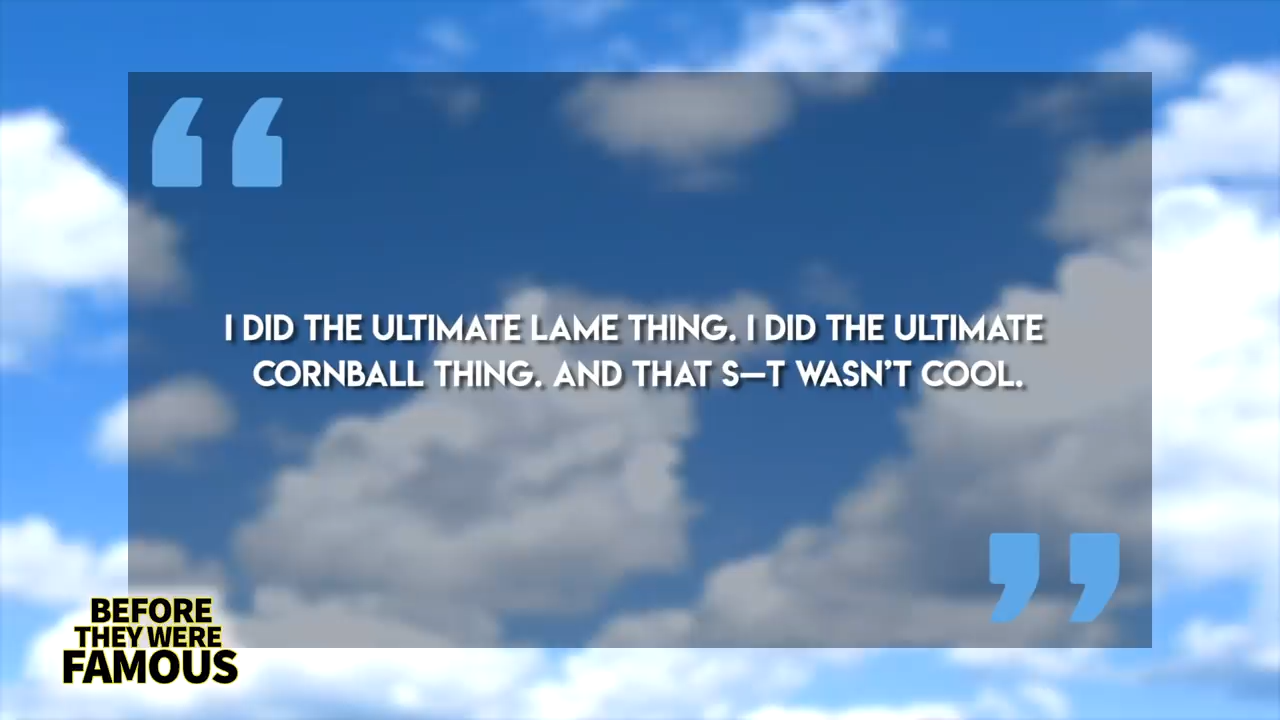 “
I DID THE ULTIMATE LAME THING. I DID THE ULTIMATE
CORNBALL THING. AND THAT S—T WASN’T COOL.
”
BEFORE
THEY WERE
FAMOUS